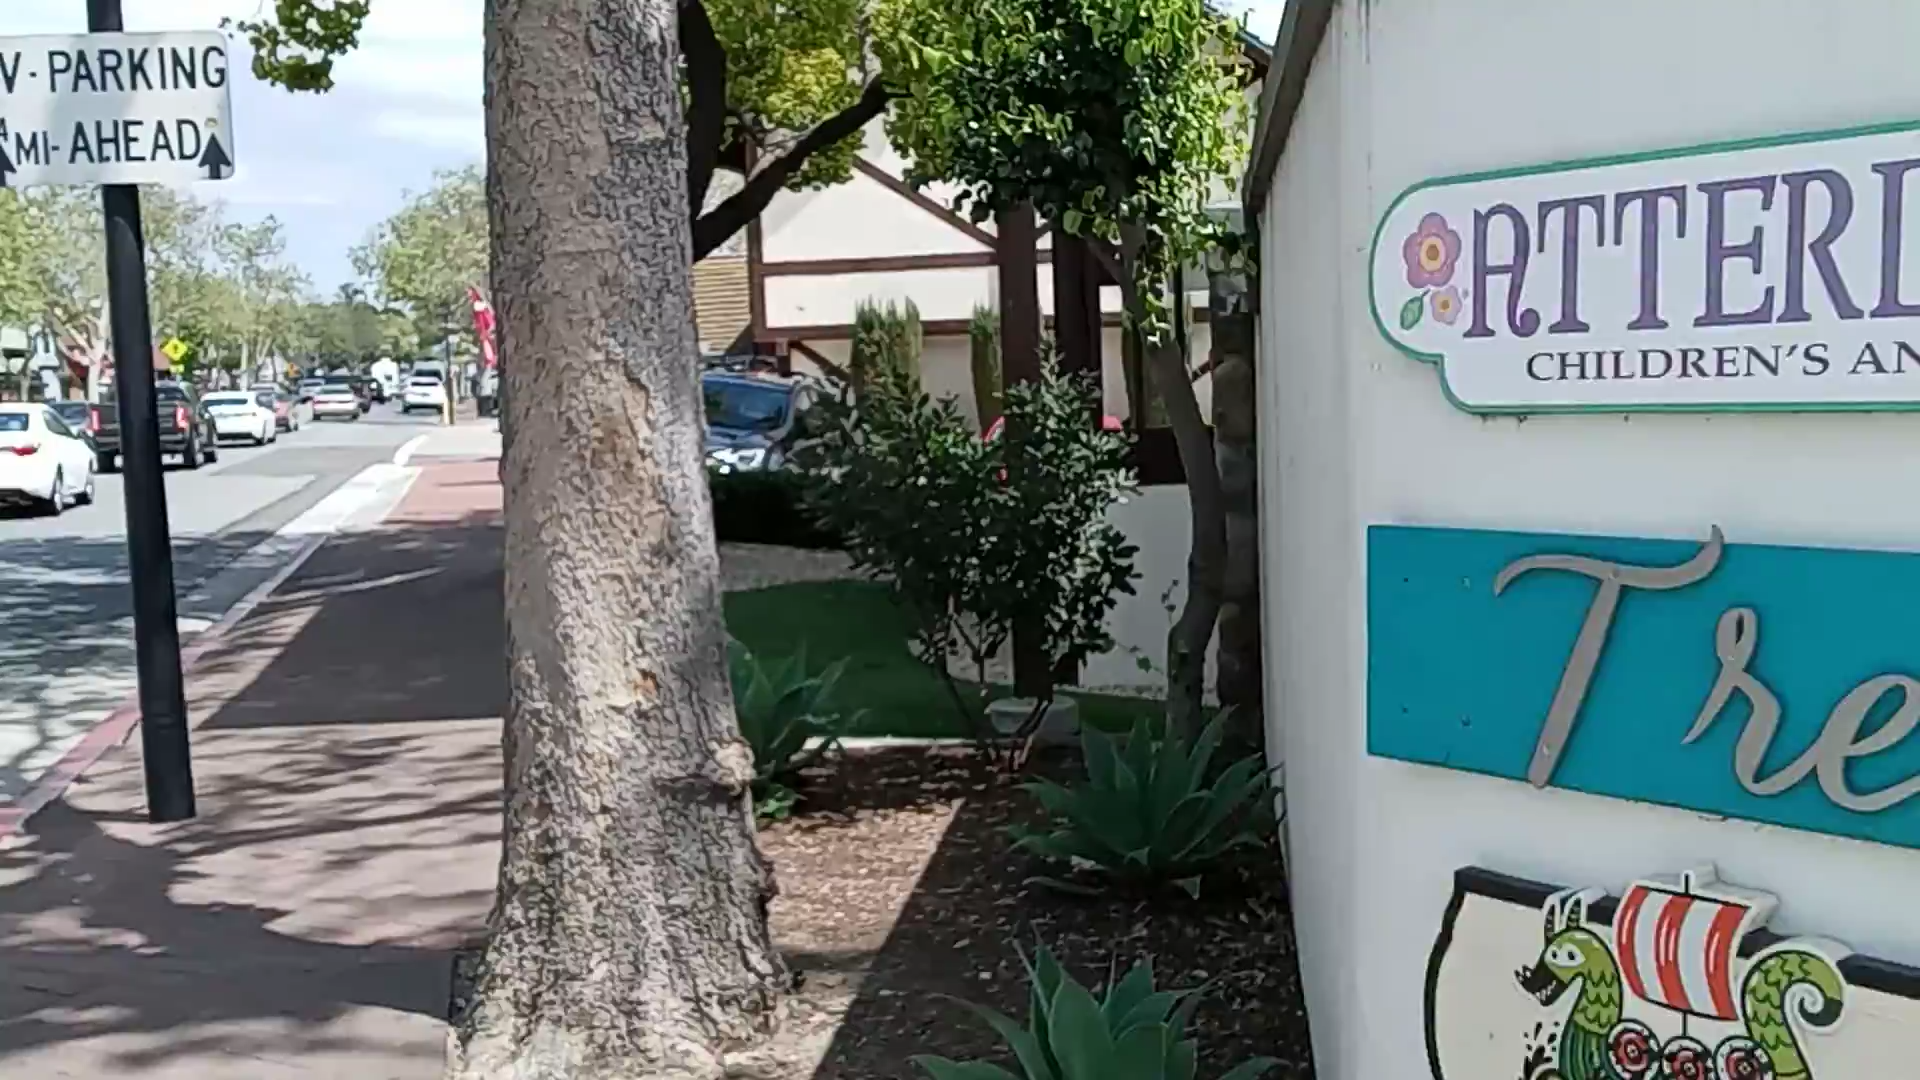 V-PARKING
MI- AHEAD
ATTERD
CHILDREN'S AN
Tre